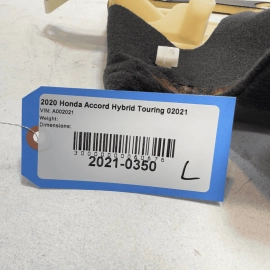 2020 Honda Accord Hybrid Touring 02021
VIN: A002021
Weight:
Dimensions:
2021-0350
L